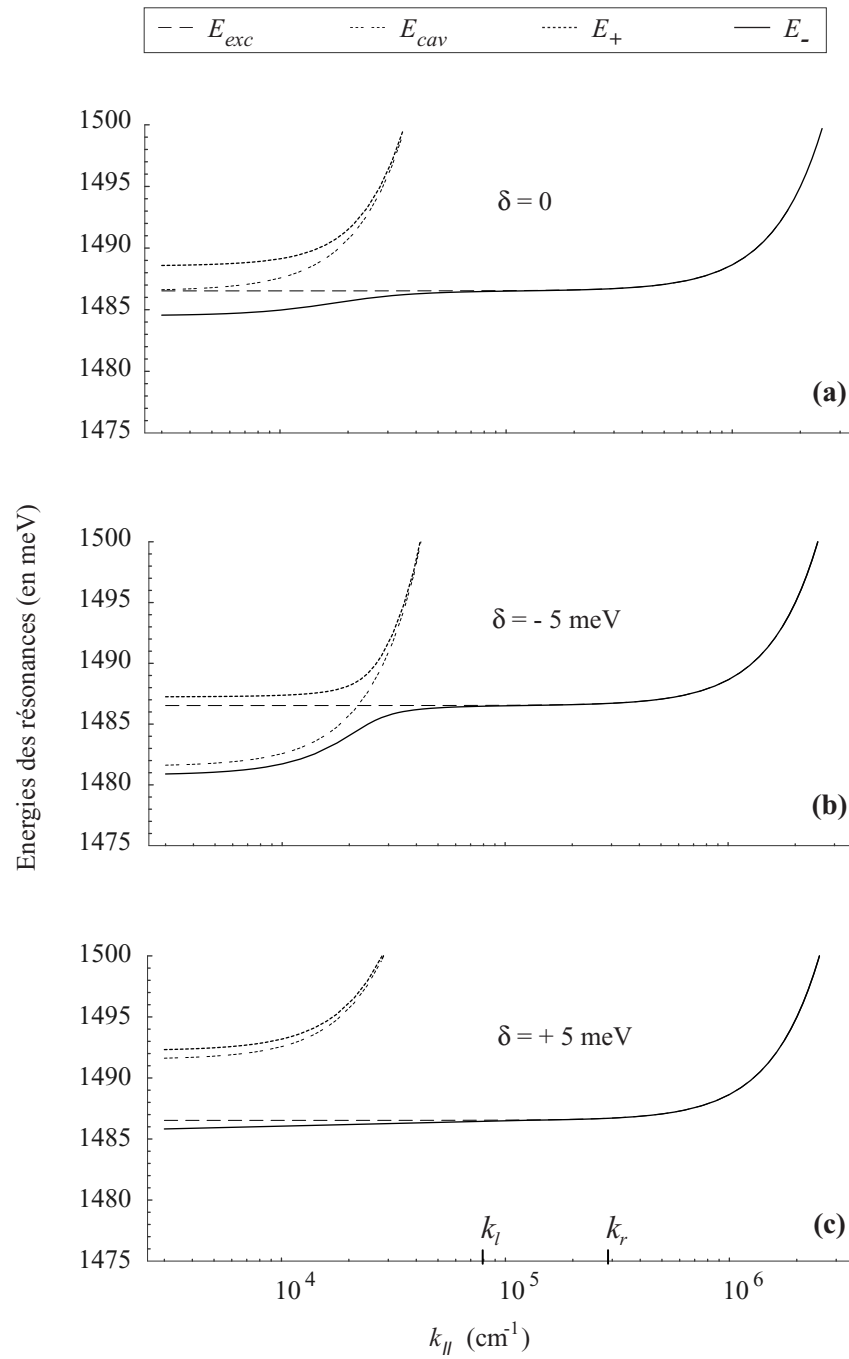 E_exc E_cav E_+ E_-
1500
1495
δ = 0
1490
1485
1480
(a)
1475
1500
1495
δ = - 5 meV
1490
1485
1480
(b)
1475
Energies des résonances (en meV)
1500
1495
δ = + 5 meV
1490
1485
1480
k_l k_r (c)
1475
10^4 10^5 10^6
k_// (cm^-1)